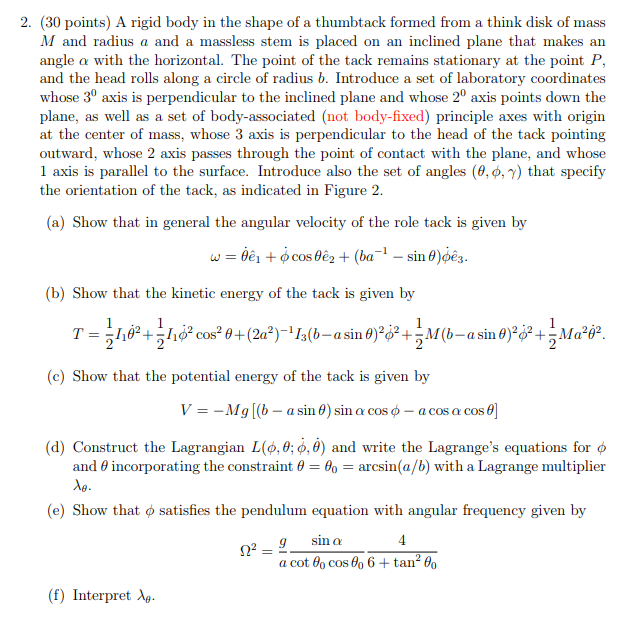 2. (30 points) A rigid body in the shape of a thumbtack formed from a think disk of mass
M and radius a and a massless stem is placed on an inclined plane that makes an
angle α with the horizontal. The point of the tack remains stationary at the point P,
and the head rolls along a circle of radius b. Introduce a set of laboratory coordinates
whose 3⁰ axis is perpendicular to the inclined plane and whose 2⁰ axis points down the
plane, as well as a set of body-associated (not body-fixed) principle axes with origin
at the center of mass, whose 3 axis is perpendicular to the head of the tack pointing
outward, whose 2 axis passes through the point of contact with the plane, and whose
1 axis is parallel to the surface. Introduce also the set of angles (θ, ϕ, γ) that specify
the orientation of the tack, as indicated in Figure 2.
(a) Show that in general the angular velocity of the role tack is given by
ω = θ̇ê₁ + ϕ̇ cos θê₂ + (ba⁻¹ − sin θ)ϕ̇ê₃.
(b) Show that the kinetic energy of the tack is given by
T = ½I₁θ̇² + ½I₁ϕ̇² cos² θ + (2a²)⁻¹I₃(b−a sin θ)²ϕ̇² + ½M(b−a sin θ)²ϕ̇² + ½Ma²θ̇².
(c) Show that the potential energy of the tack is given by
V = −Mg [(b − a sin θ) sin α cos ϕ − a cos α cos θ]
(d) Construct the Lagrangian L(ϕ, θ; ϕ̇, θ̇) and write the Lagrange's equations for ϕ
and θ incorporating the constraint θ = θ₀ = arcsin(a/b) with a Lagrange multiplier
λ_θ.
(e) Show that ϕ satisfies the pendulum equation with angular frequency given by
Ω² = g/a sin α/(cot θ₀ cos θ₀) 4/(6 + tan² θ₀)
(f) Interpret λ_θ.